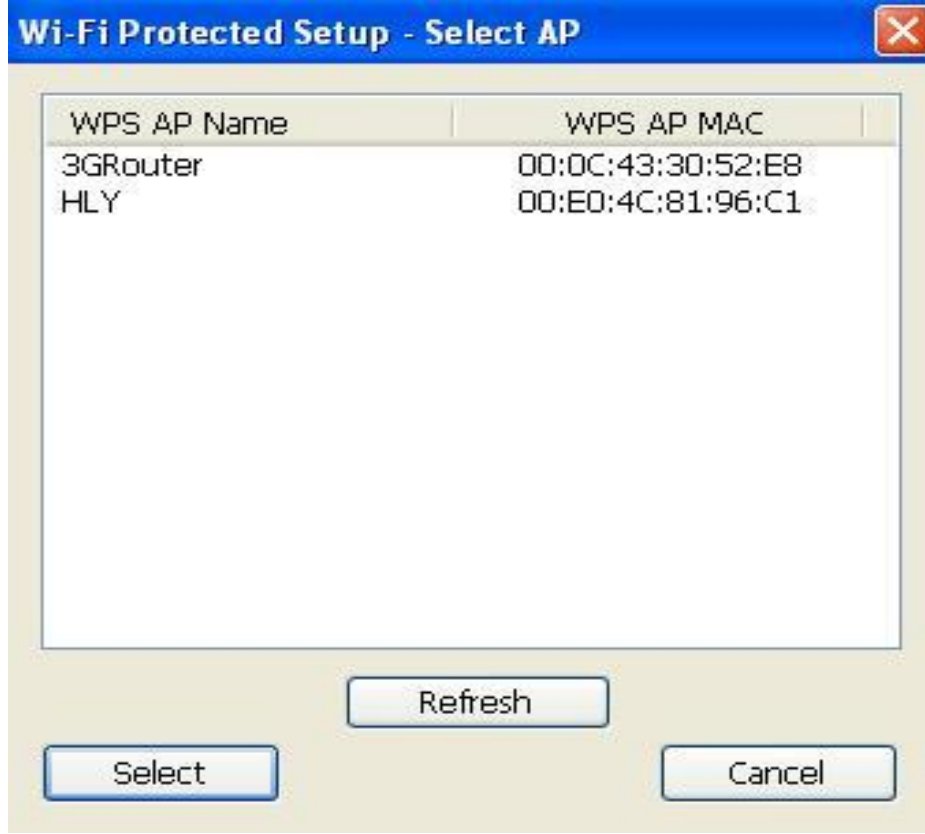 Wi-Fi Protected Setup - Select AP
WPS AP Name WPS AP MAC
3GRouter 00:0C:43:30:52:E8
HLY 00:E0:4C:81:96:C1
Refresh
Select Cancel